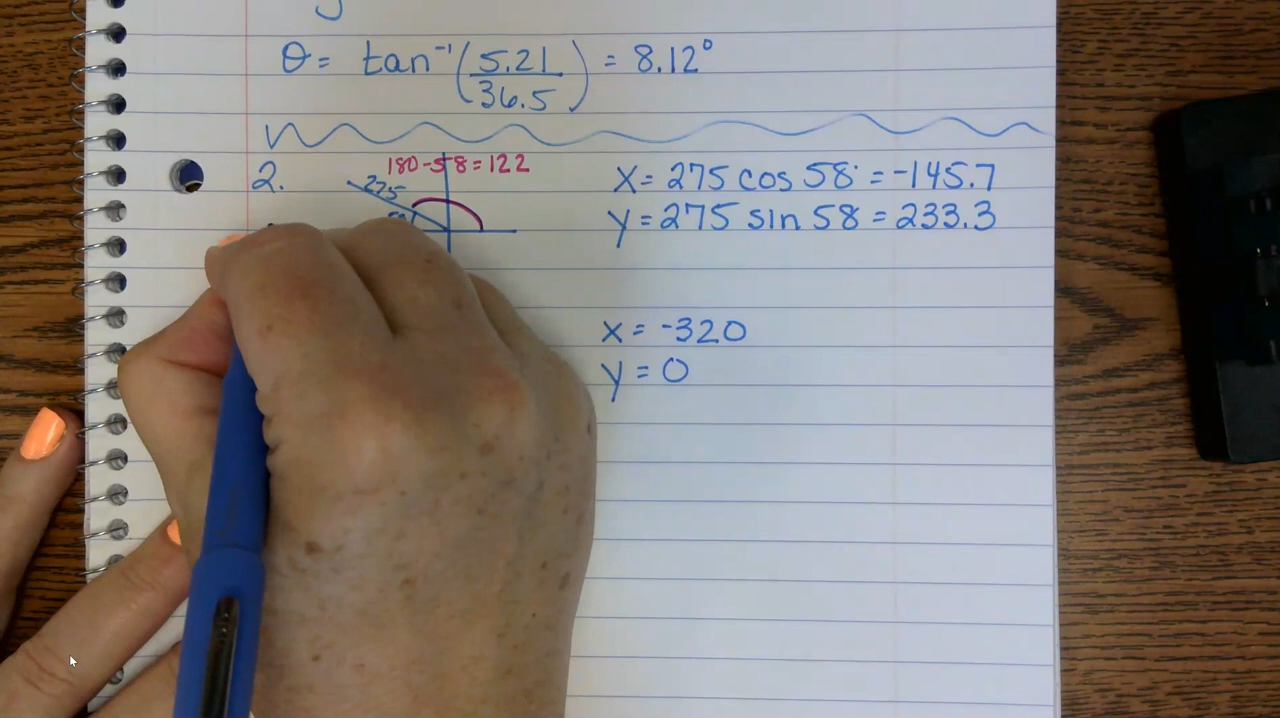 θ = tan⁻¹(5.21/36.5) = 8.12°
2.
180-58=122
275
x = 275 cos 58° = -145.7
y = 275 sin 58 = 233.3
x = -320
y = 0